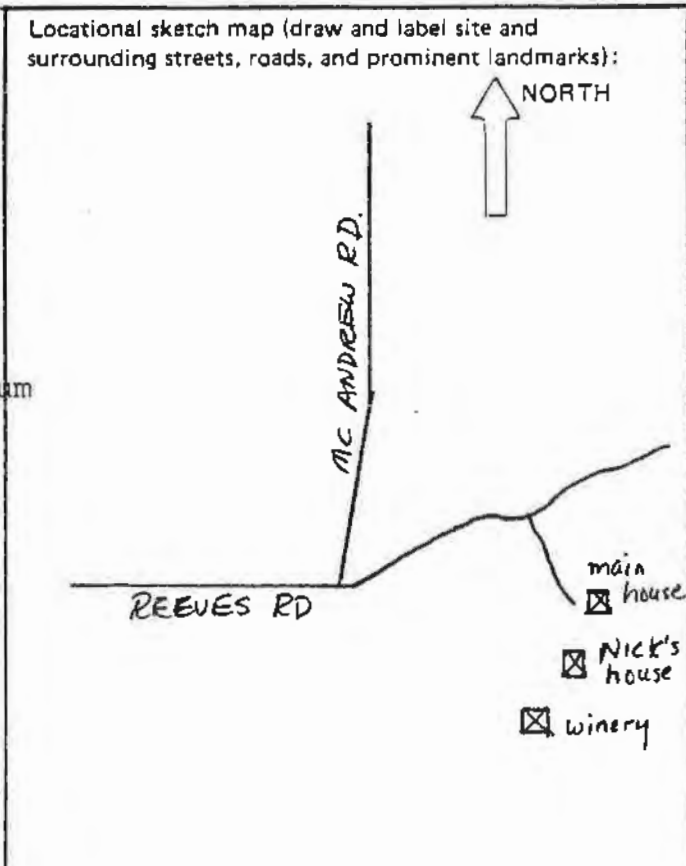 Locational sketch map (draw and label site and
surrounding streets, roads, and prominent landmarks):
NORTH
MC ANDREW RD.
um
REEVES RD
main
house
Nick's
house
winery